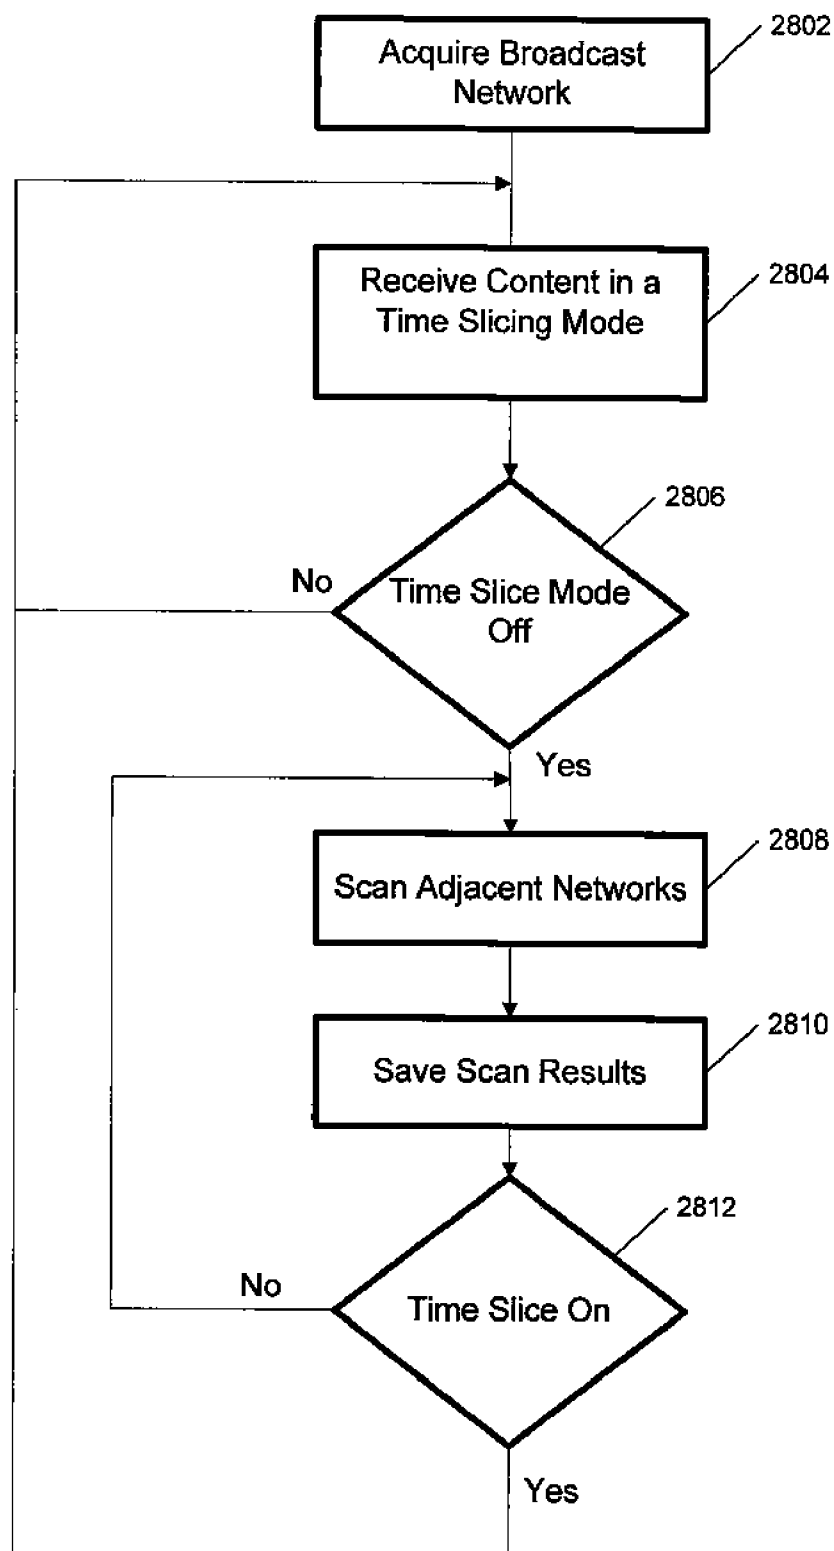 2802
Acquire Broadcast
Network
2804
Receive Content in a
Time Slicing Mode
2806
No
Time Slice Mode
Off
Yes
2808
Scan Adjacent Networks
2810
Save Scan Results
2812
No
Time Slice On
Yes